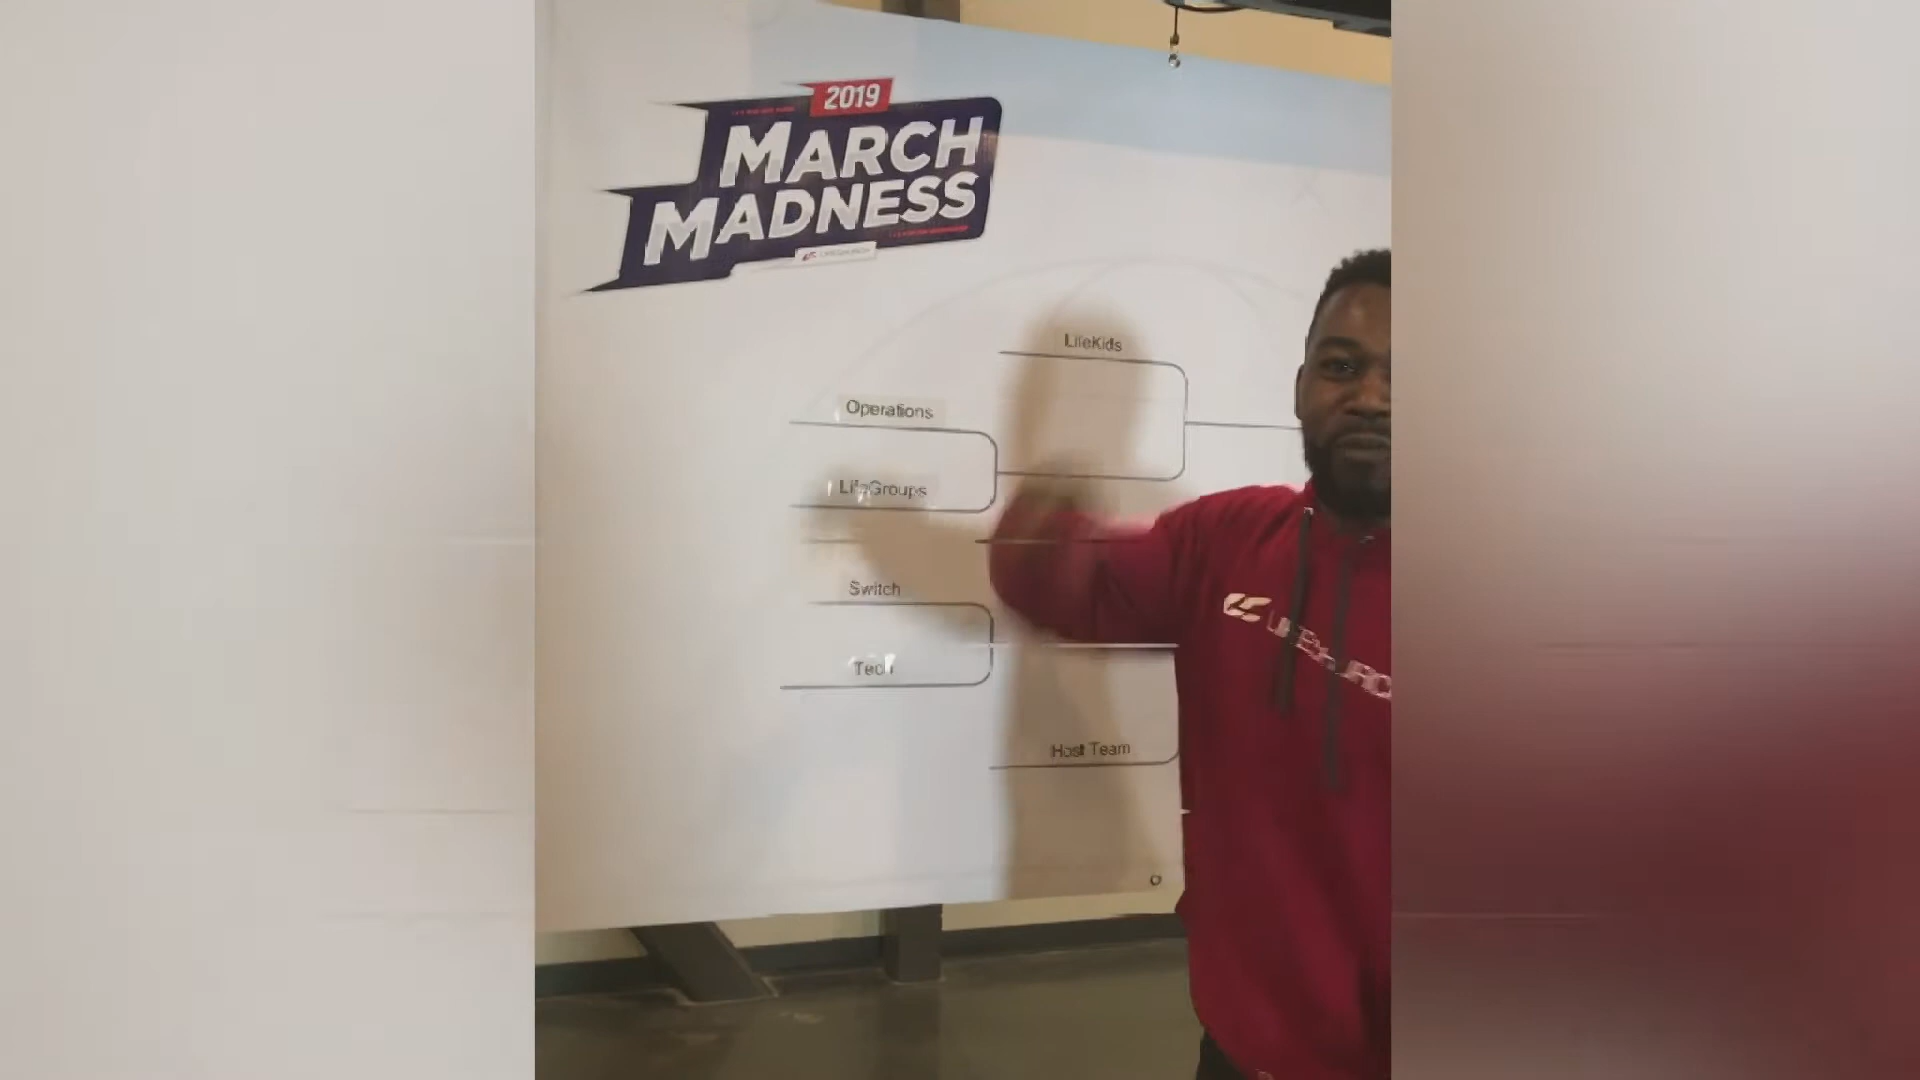 2019
MARCH
MADNESS
LifeKids
Operations
LifeGroups
Switch
Tech
Host Team